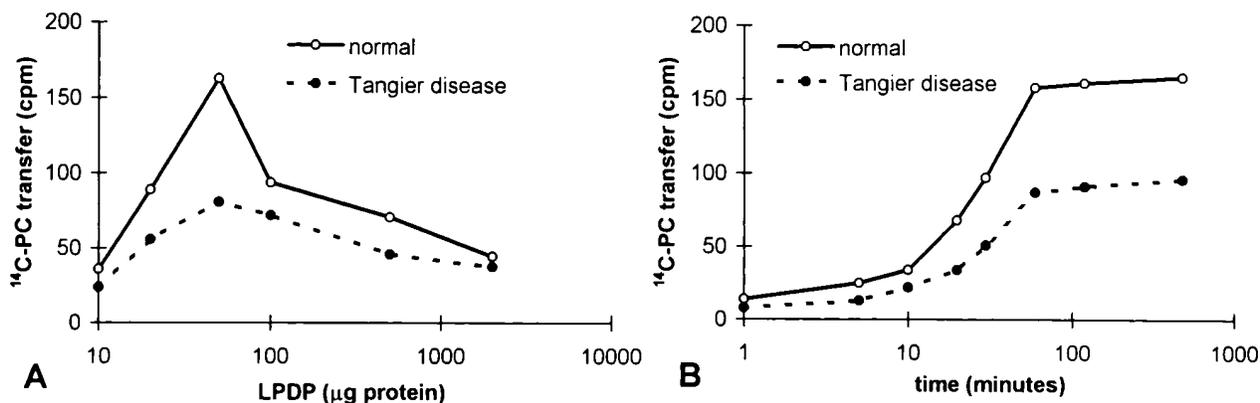 200
150
100
50
0
¹⁴C-PC transfer (cpm)
normal
Tangier disease
10
100
1000
10000
LPDP (µg protein)
A
200
150
100
50
0
¹⁴C-PC transfer (cpm)
normal
Tangier disease
1
10
100
1000
time (minutes)
B